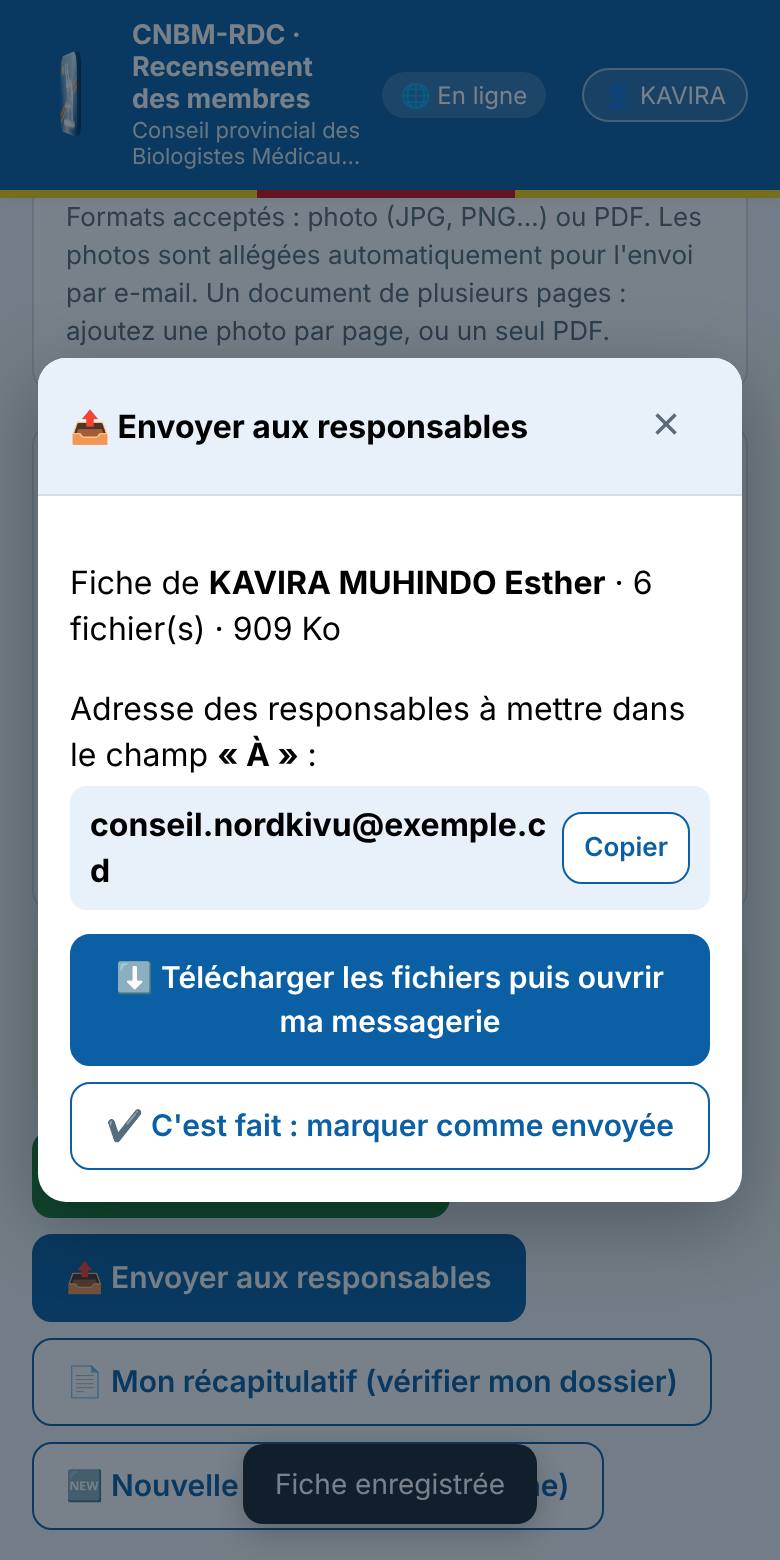 CNBM-RDC ·
Recensement
des membres
Conseil provincial des
Biologistes Médicau...
🌐 En ligne
👤 KAVIRA
Formats acceptés : photo (JPG, PNG...) ou PDF. Les
photos sont allégées automatiquement pour l'envoi
par e-mail. Un document de plusieurs pages :
ajoutez une photo par page, ou un seul PDF.
📤 Envoyer aux responsables
✕
Fiche de KAVIRA MUHINDO Esther · 6
fichier(s) · 909 Ko
Adresse des responsables à mettre dans
le champ « À » :
conseil.nordkivu@exemple.c
d
Copier
⬇️ Télécharger les fichiers puis ouvrir
ma messagerie
✔️ C'est fait : marquer comme envoyée
📤 Envoyer aux responsables
📄 Mon récapitulatif (vérifier mon dossier)
🆕 Nouvelle
Fiche enregistrée